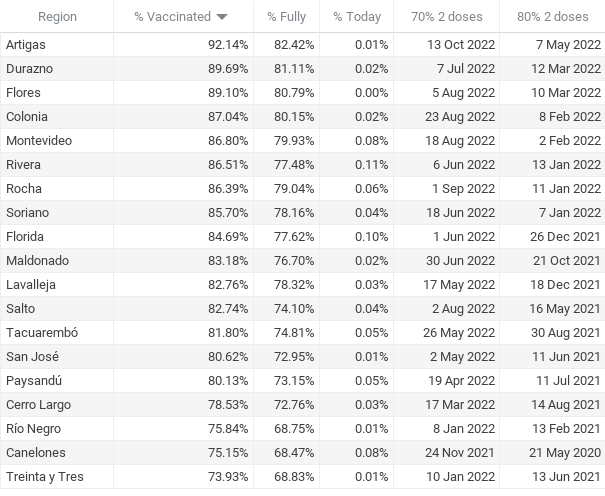 Region % Vaccinated % Fully % Today 70% 2 doses 80% 2 doses
Artigas 92.14% 82.42% 0.01% 13 Oct 2022 7 May 2022
Durazno 89.69% 81.11% 0.02% 7 Jul 2022 12 Mar 2022
Flores 89.10% 80.79% 0.00% 5 Aug 2022 10 Mar 2022
Colonia 87.04% 80.15% 0.02% 23 Aug 2022 8 Feb 2022
Montevideo 86.80% 79.93% 0.08% 18 Aug 2022 2 Feb 2022
Rivera 86.51% 77.48% 0.11% 6 Jun 2022 13 Jan 2022
Rocha 86.39% 79.04% 0.06% 1 Sep 2022 11 Jan 2022
Soriano 85.70% 78.16% 0.04% 18 Jun 2022 7 Jan 2022
Florida 84.69% 77.62% 0.10% 1 Jun 2022 26 Dec 2021
Maldonado 83.18% 76.70% 0.02% 30 Jun 2022 21 Oct 2021
Lavalleja 82.76% 78.32% 0.03% 17 May 2022 18 Dec 2021
Salto 82.74% 74.10% 0.04% 2 Aug 2022 16 May 2021
Tacuarembó 81.80% 74.81% 0.05% 26 May 2022 30 Aug 2021
San José 80.62% 72.95% 0.01% 2 May 2022 11 Jun 2021
Paysandú 80.13% 73.15% 0.05% 19 Apr 2022 11 Jul 2021
Cerro Largo 78.53% 72.76% 0.03% 17 Mar 2022 14 Aug 2021
Río Negro 75.84% 68.75% 0.01% 8 Jan 2022 13 Feb 2021
Canelones 75.15% 68.47% 0.08% 24 Nov 2021 21 May 2020
Treinta y Tres 73.93% 68.83% 0.01% 10 Jan 2022 13 Jun 2021